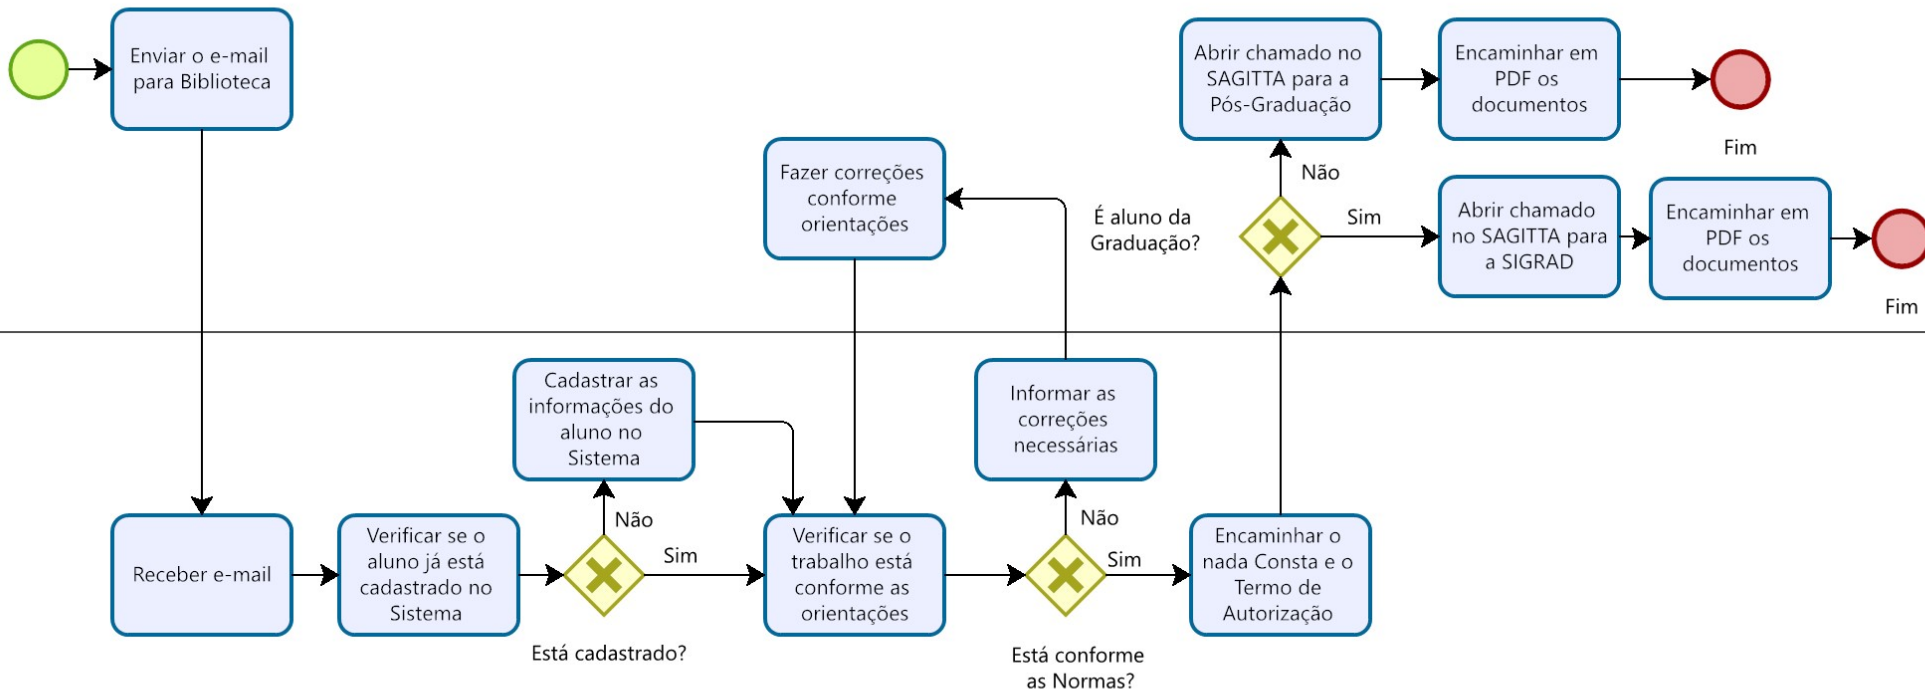 Enviar o e-mail
para Biblioteca
Abrir chamado no
SAGITTA para a
Pós-Graduação
Encaminhar em
PDF os
documentos
Fim
Não
Fazer correções
conforme
orientações
É aluno da
Graduação?
Sim
Abrir chamado
no SAGITTA para
a SIGRAD
Encaminhar em
PDF os
documentos
Fim
Cadastrar as
informações do
aluno no
Sistema
Informar as
correções
necessárias
Não
Não
Receber e-mail
Verificar se o
aluno já está
cadastrado no
Sistema
Sim
Verificar se o
trabalho está
conforme as
orientações
Sim
Encaminhar o
nada Consta e o
Termo de
Autorização
Está cadastrado?
Está conforme
as Normas?